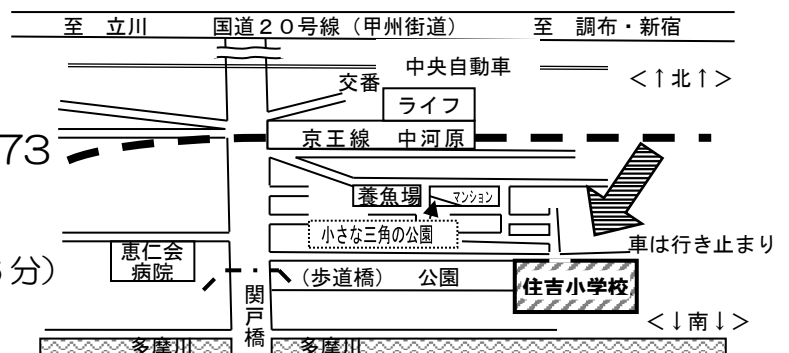 至　立川　国道２０号線（甲州街道）　至　調布・新宿
中央自動車
＜↑北↑＞
交番
ライフ
73
京王線　中河原
養魚場
マンション
小さな三角の公園
車は行き止まり
恵仁会
病院
分）
（歩道橋）　公園
住吉小学校
関戸橋
＜↓南↓＞
多摩川
多摩川